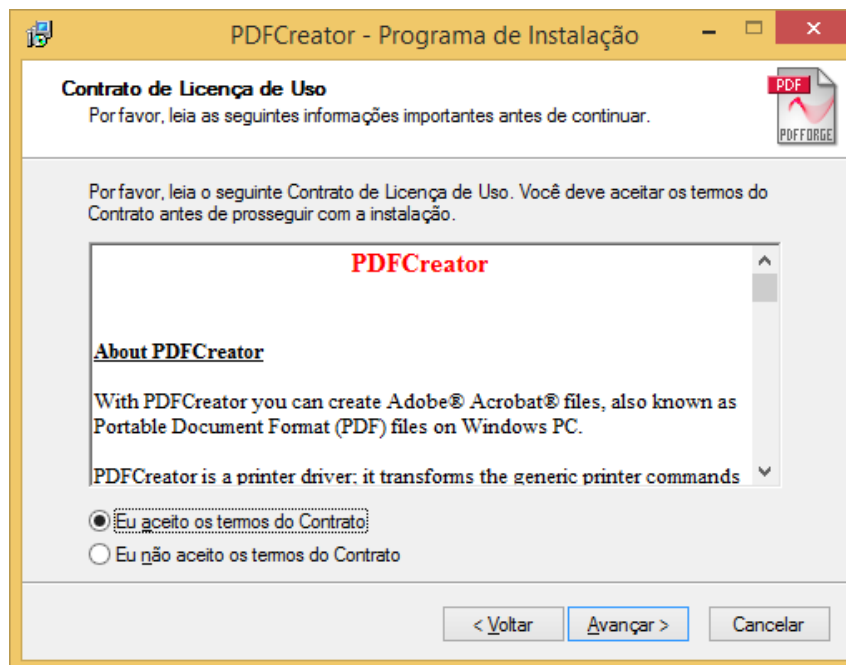 PDFCreator - Programa de Instalação
Contrato de Licença de Uso
Por favor, leia as seguintes informações importantes antes de continuar.
PDF
PDFFORGE
Por favor, leia o seguinte Contrato de Licença de Uso. Você deve aceitar os termos do
Contrato antes de prosseguir com a instalação.
PDFCreator
About PDFCreator
With PDFCreator you can create Adobe® Acrobat® files, also known as
Portable Document Format (PDF) files on Windows PC.
PDFCreator is a printer driver; it transforms the generic printer commands
Eu aceito os termos do Contrato
Eu não aceito os termos do Contrato
< Voltar
Avançar >
Cancelar